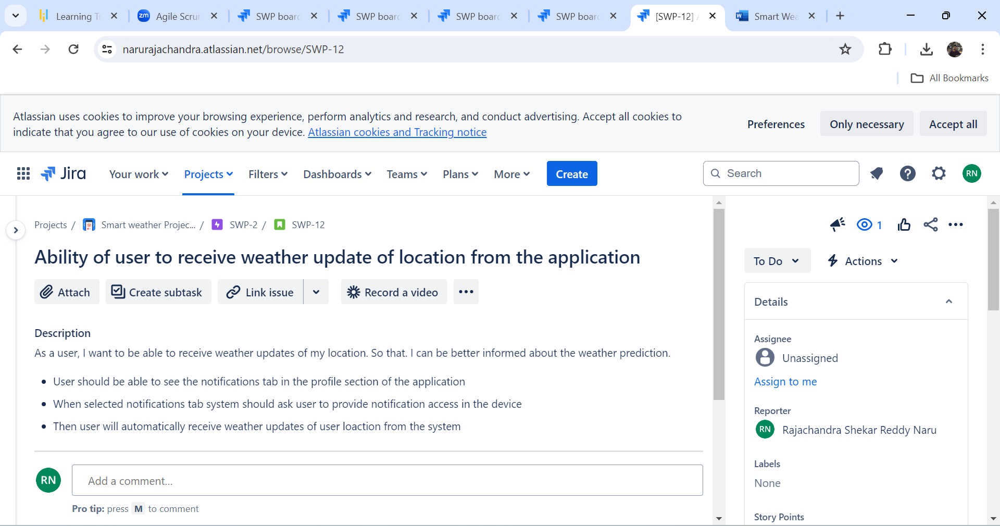 Learning Tr
zm
Agile Scrur
SWP board
SWP board
SWP board
SWP board
[SWP-12] A
W
Smart Wea
narurajachandra.atlassian.net/browse/SWP-12
All Bookmarks
Atlassian uses cookies to improve your browsing experience, perform analytics and research, and conduct advertising. Accept all cookies to
indicate that you agree to our use of cookies on your device. Atlassian cookies and Tracking notice
Preferences
Only necessary
Accept all
Jira
Your work
Projects
Filters
Dashboards
Teams
Plans
More
Create
Search
RN
Projects / Smart weather Projec... / SWP-2 / SWP-12
1
Ability of user to receive weather update of location from the application
To Do
Actions
Attach
Create subtask
Link issue
Record a video
Details
Description
As a user, I want to be able to receive weather updates of my location. So that. I can be better informed about the weather prediction.
• User should be able to see the notifications tab in the profile section of the application
• When selected notifications tab system should ask user to provide notification access in the device
• Then user will automatically receive weather updates of user loaction from the system
Assignee
Unassigned
Assign to me
Reporter
RN
Rajachandra Shekar Reddy Naru
Labels
None
Story Points
RN
Add a comment...
Pro tip: press M to comment